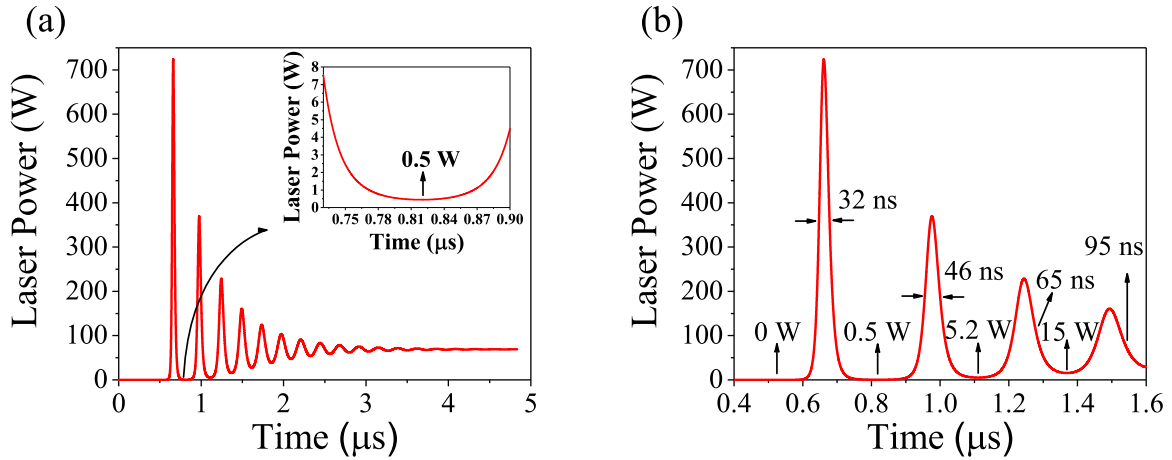 (a)
Laser Power (W)
700
600
500
400
300
200
100
0
0 1 2 3 4 5
Time (μs)
Laser Power (W)
8
7
6
5
4
3
2
1
0
0.5 W
0.75 0.78 0.81 0.84 0.87 0.90
Time (μs)
(b)
Laser Power (W)
700
600
500
400
300
200
100
0
32 ns
46 ns
65 ns
95 ns
0 W
0.5 W
5.2 W
15 W
0.4 0.6 0.8 1.0 1.2 1.4 1.6
Time (μs)